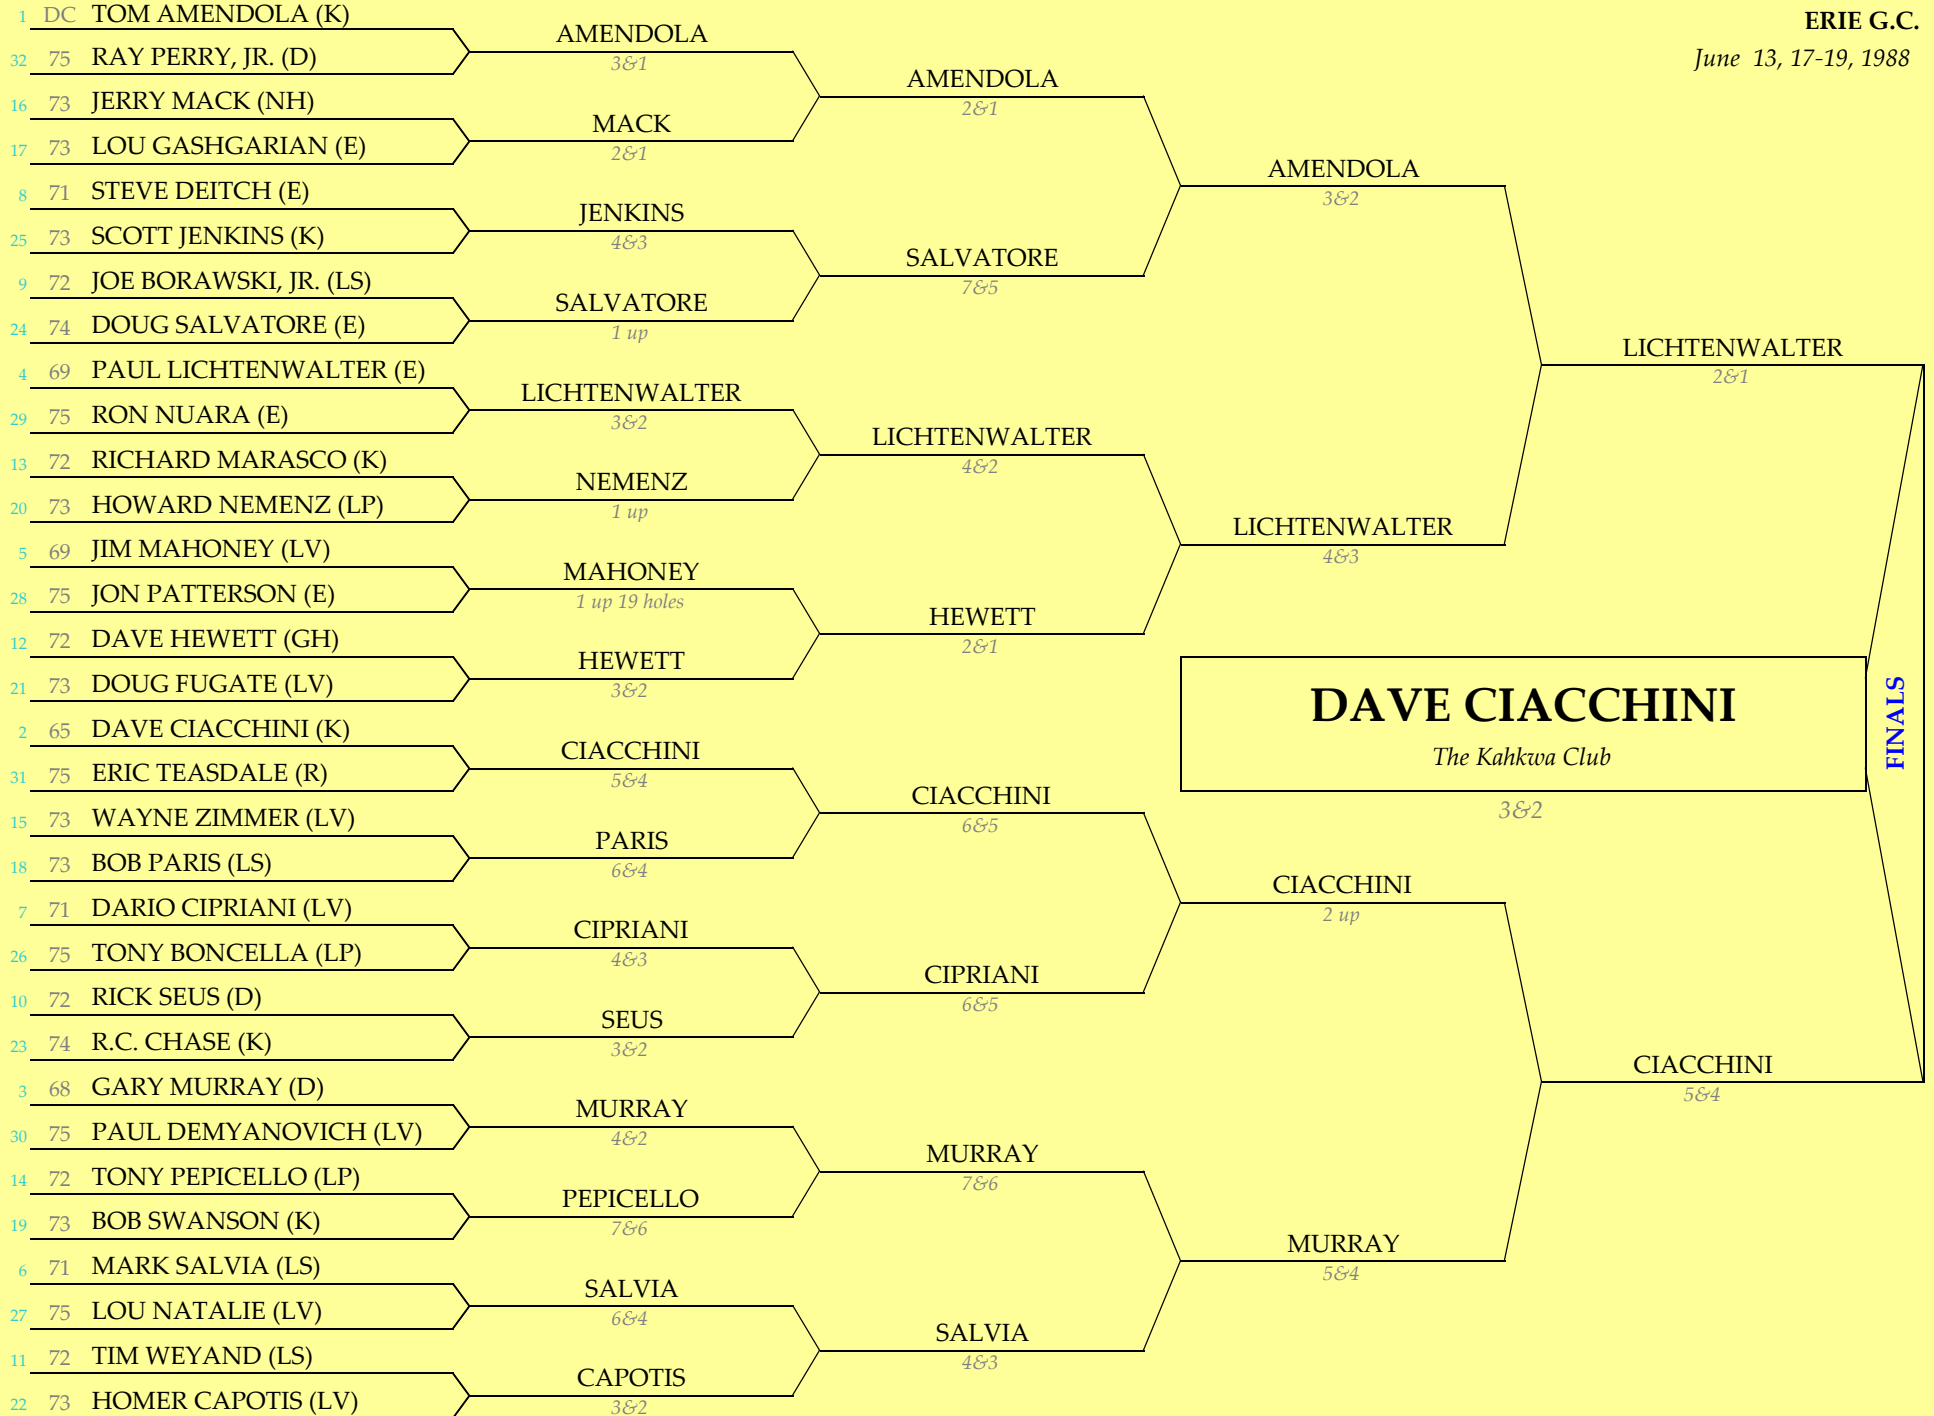 ERIE G.C.
June 13, 17-19, 1988
1 DC TOM AMENDOLA (K)
32 75 RAY PERRY, JR. (D)
16 73 JERRY MACK (NH)
17 73 LOU GASHGARIAN (E)
8 71 STEVE DEITCH (E)
25 73 SCOTT JENKINS (K)
9 72 JOE BORAWSKI, JR. (LS)
24 74 DOUG SALVATORE (E)
4 69 PAUL LICHTENWALTER (E)
29 75 RON NUARA (E)
13 72 RICHARD MARASCO (K)
20 73 HOWARD NEMENZ (LP)
5 69 JIM MAHONEY (LV)
28 75 JON PATTERSON (E)
12 72 DAVE HEWETT (GH)
21 73 DOUG FUGATE (LV)
2 65 DAVE CIACCHINI (K)
31 75 ERIC TEASDALE (R)
15 73 WAYNE ZIMMER (LV)
18 73 BOB PARIS (LS)
7 71 DARIO CIPRIANI (LV)
26 75 TONY BONCELLA (LP)
10 72 RICK SEUS (D)
23 74 R.C. CHASE (K)
3 68 GARY MURRAY (D)
30 75 PAUL DEMYANOVICH (LV)
14 72 TONY PEPICELLO (LP)
19 73 BOB SWANSON (K)
6 71 MARK SALVIA (LS)
27 75 LOU NATALIE (LV)
11 72 TIM WEYAND (LS)
22 73 HOMER CAPOTIS (LV)
AMENDOLA
3&1
MACK
2&1
JENKINS
4&3
SALVATORE
1 up
LICHTENWALTER
3&2
NEMENZ
1 up
MAHONEY
1 up 19 holes
HEWETT
3&2
CIACCHINI
5&4
PARIS
6&4
CIPRIANI
4&3
SEUS
3&2
MURRAY
4&2
PEPICELLO
7&6
SALVIA
6&4
CAPOTIS
3&2
AMENDOLA
2&1
SALVATORE
7&5
LICHTENWALTER
4&2
HEWETT
2&1
CIACCHINI
6&5
CIPRIANI
6&5
MURRAY
7&6
SALVIA
4&3
AMENDOLA
3&2
LICHTENWALTER
4&3
CIACCHINI
2 up
MURRAY
5&4
LICHTENWALTER
2&1
CIACCHINI
5&4
FINALS
DAVE CIACCHINI
The Kahkwa Club
3&2